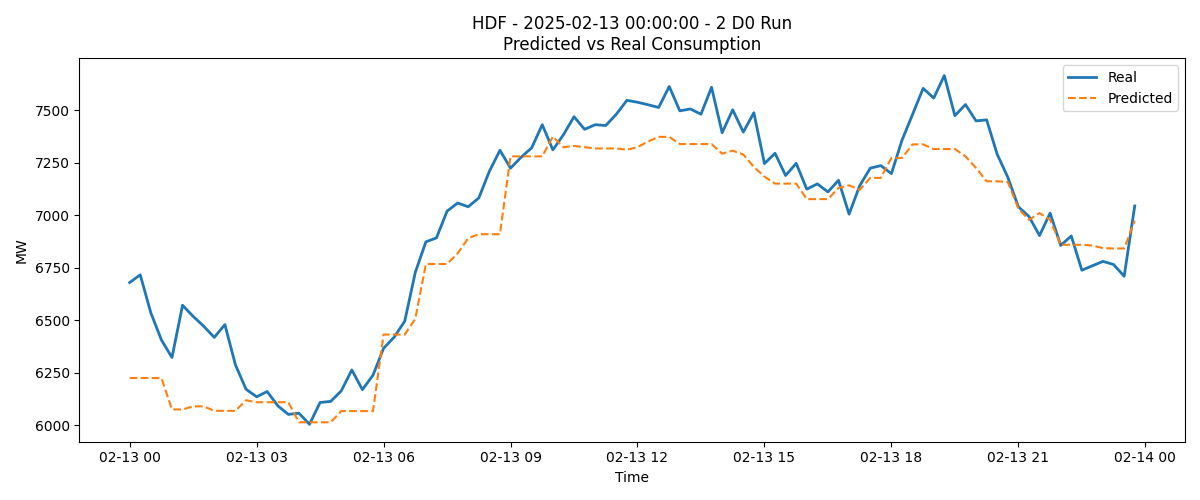 HDF - 2025-02-13 00:00:00 - 2 D0 Run
Predicted vs Real Consumption
Real
Predicted
MW
7500
7250
7000
6750
6500
6250
6000
02-13 00
02-13 03
02-13 06
02-13 09
02-13 12
02-13 15
02-13 18
02-13 21
02-14 00
Time